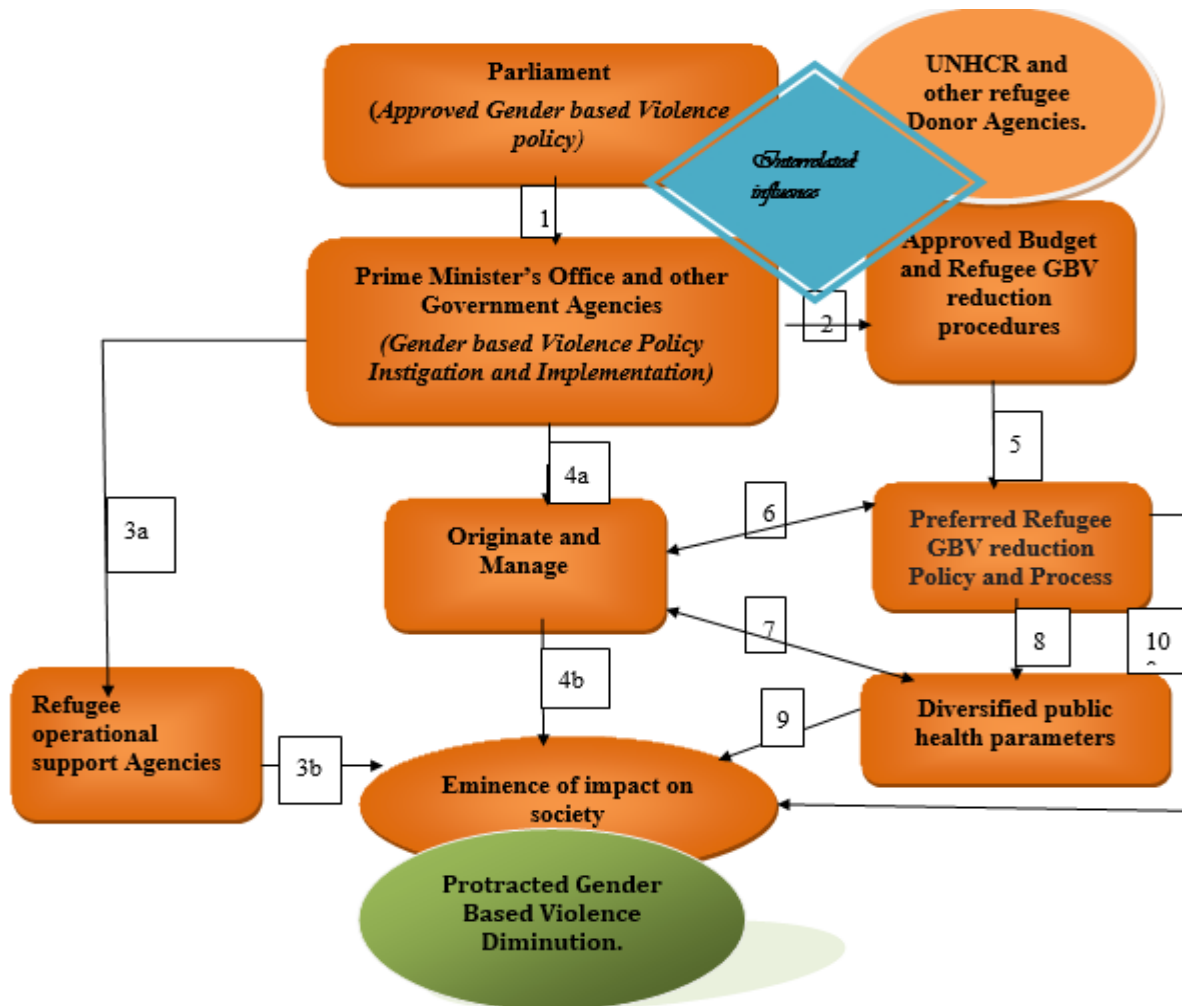 Parliament
(Approved Gender based Violence
policy)
UNHCR and
other refugee
Donor Agencies.
Interrolated
influence
1
Prime Minister’s Office and other
Government Agencies
(Gender based Violence Policy
Instigation and Implementation)
2
Approved Budget
and Refugee GBV
reduction
procedures
3a
4a
5
Originate and
Manage
6
Preferred Refugee
GBV reduction
Policy and Process
7
8
10
4b
Refugee
operational
support Agencies
3b
9
Diversified public
health parameters
Eminence of impact on
society
Protracted Gender
Based Violence
Diminution.